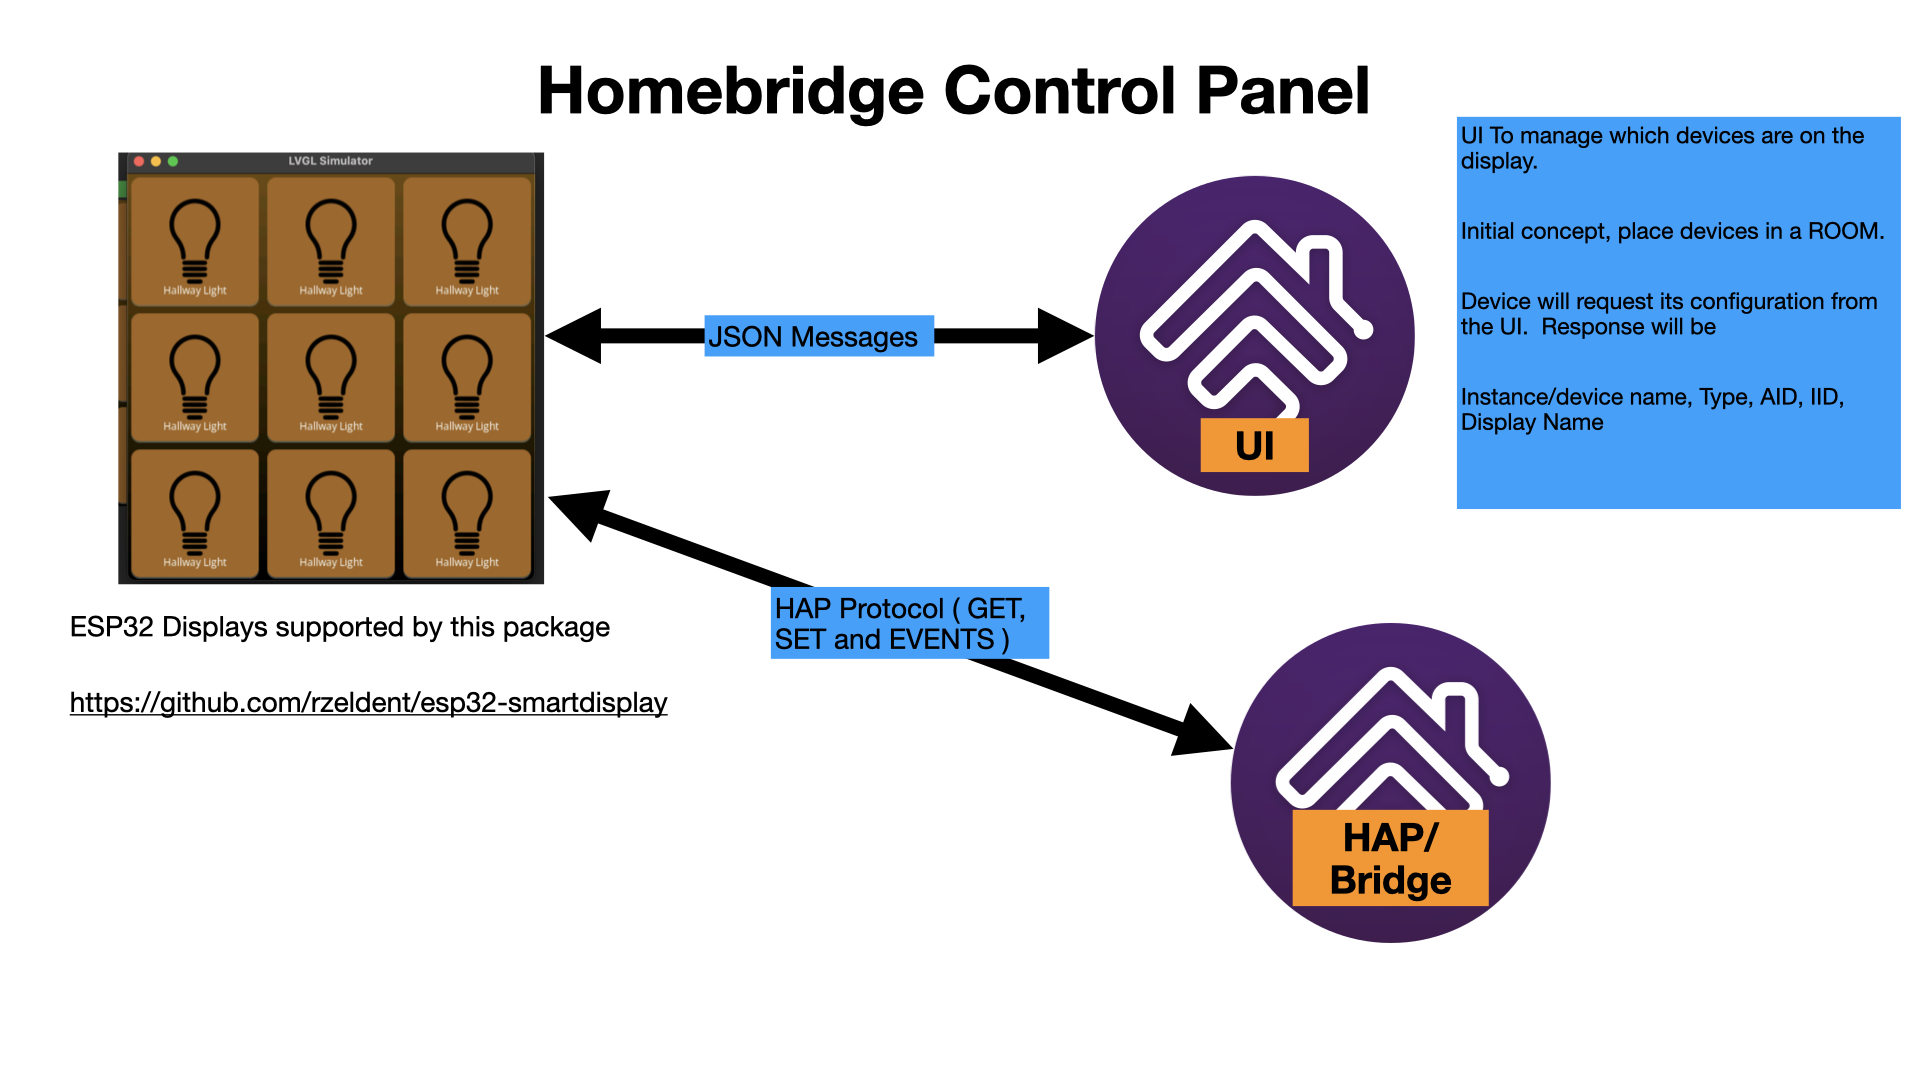 Homebridge Control Panel
LVGL Simulator
Hallway Light
Hallway Light
Hallway Light
Hallway Light
Hallway Light
Hallway Light
Hallway Light
Hallway Light
Hallway Light
ESP32 Displays supported by this package
https://github.com/rzeldent/esp32-smartdisplay
JSON Messages
UI
HAP Protocol ( GET,
SET and EVENTS )
HAP/
Bridge
UI To manage which devices are on the
display.
Initial concept, place devices in a ROOM.
Device will request its configuration from
the UI.  Response will be
Instance/device name, Type, AID, IID,
Display Name